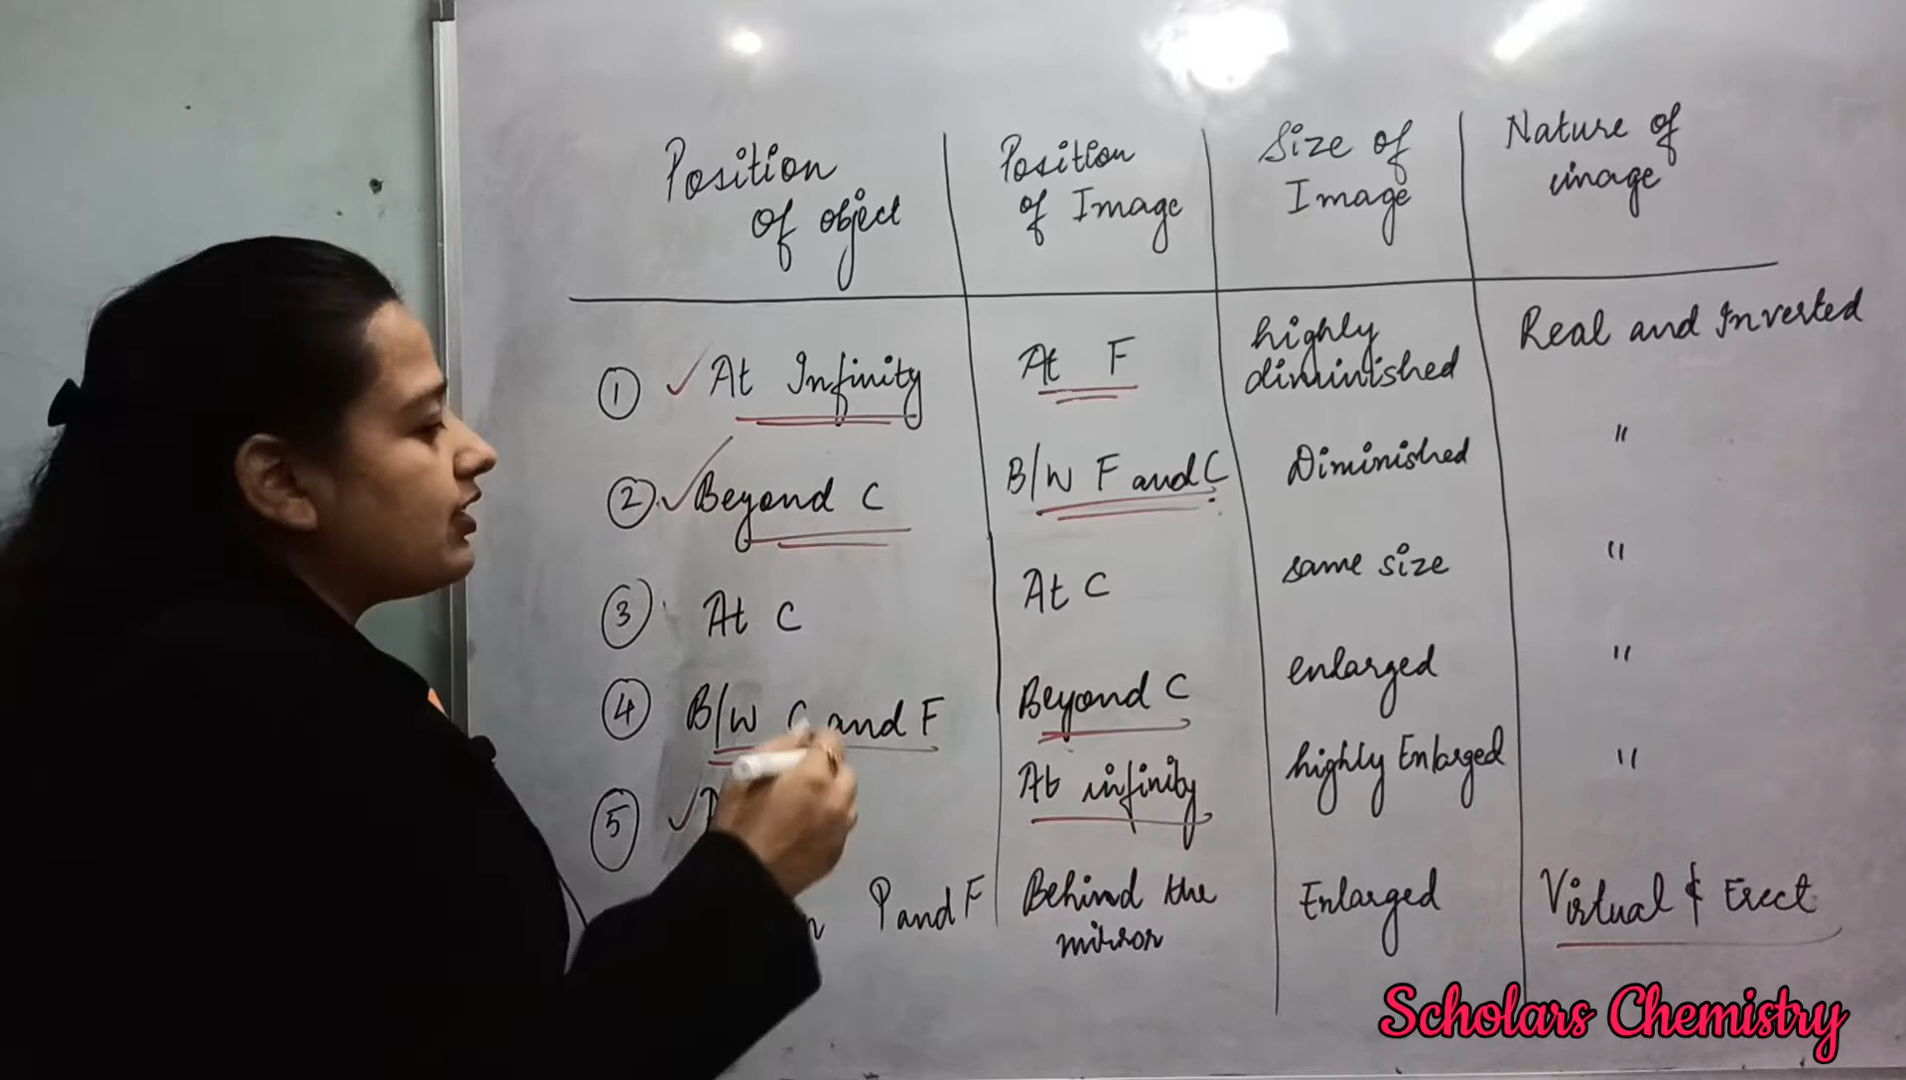 Position of object
Position of Image
Size of Image
Nature of image
① At Infinity At F highly diminished Real and Inverted
② Beyond C B/W F and C Diminished "
③ At C At C same size "
④ B/W C and F Beyond C enlarged "
⑤ At infinity highly Enlarged "
P and F Behind the mirror Enlarged Virtual & Erect
Scholars Chemistry